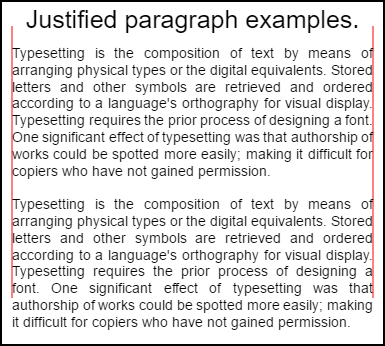 Justified paragraph examples.
Typesetting is the composition of text by means of
arranging physical types or the digital equivalents. Stored
letters and other symbols are retrieved and ordered
according to a language's orthography for visual display.
Typesetting requires the prior process of designing a font.
One significant effect of typesetting was that authorship of
works could be spotted more easily; making it difficult for
copiers who have not gained permission.
Typesetting is the composition of text by means of
arranging physical types or the digital equivalents. Stored
letters and other symbols are retrieved and ordered
according to a language's orthography for visual display.
Typesetting requires the prior process of designing a
font. One significant effect of typesetting was that
authorship of works could be spotted more easily; making
it difficult for copiers who have not gained permission.